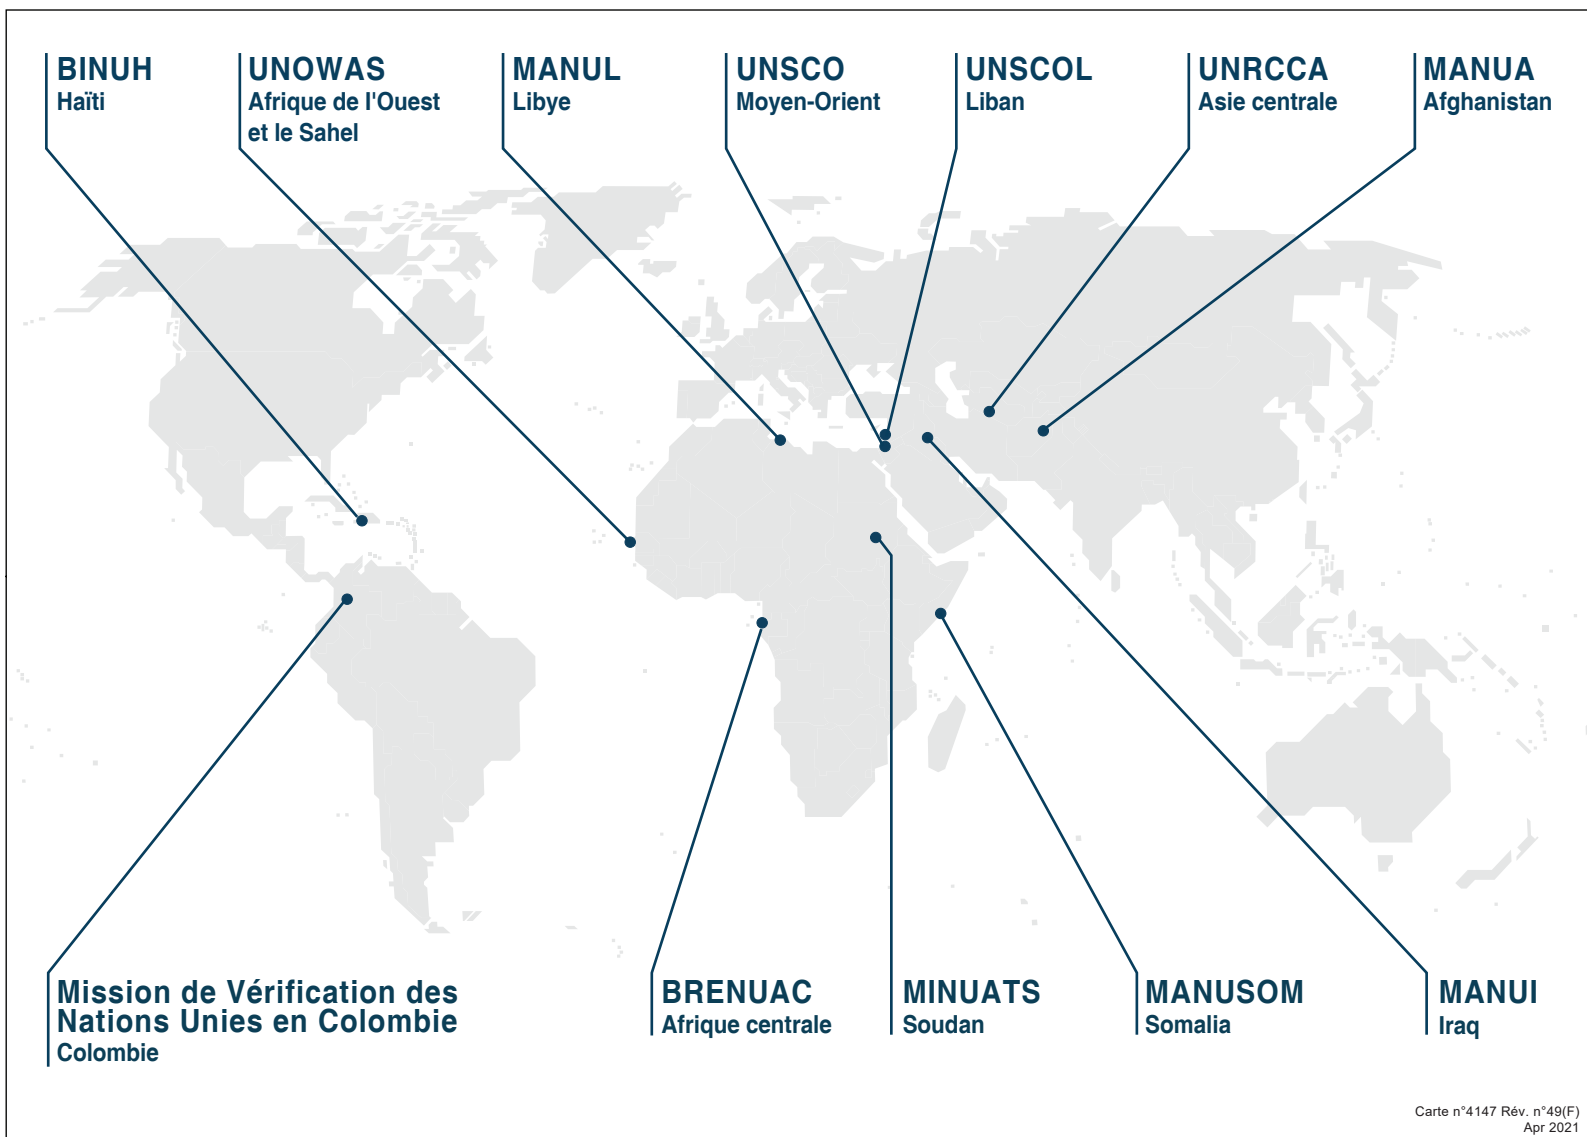 BINUH
Haïti
UNOWAS
Afrique de l'Ouest
et le Sahel
MANUL
Libye
UNSCO
Moyen-Orient
UNSCOL
Liban
UNRCCA
Asie centrale
MANUA
Afghanistan
Mission de Vérification des
Nations Unies en Colombie
Colombie
BRENUAC
Afrique centrale
MINUATS
Soudan
MANUSOM
Somalia
MANUI
Iraq
Carte n°4147 Rév. n°49(F)
Apr 2021